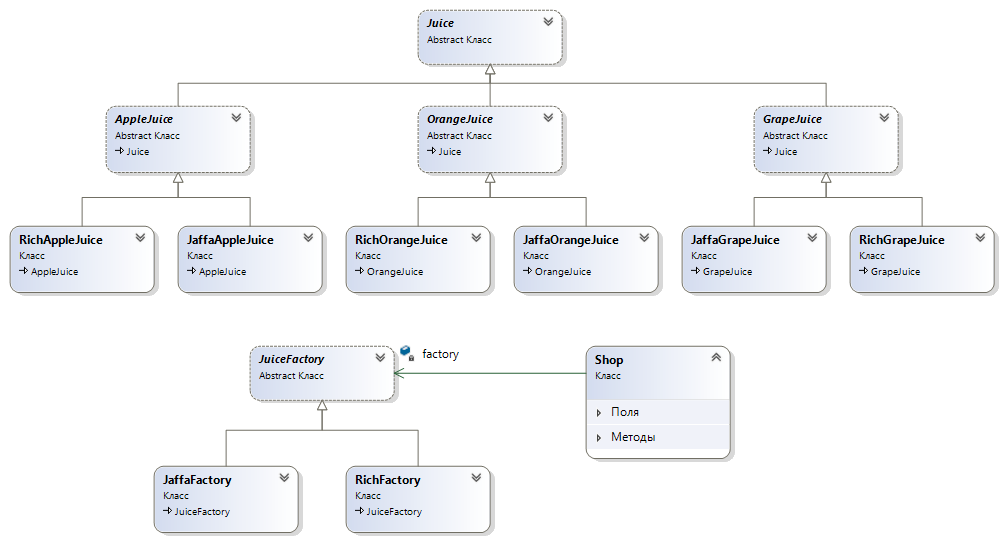 Juice
Abstract Класс
AppleJuice
Abstract Класс
Juice
OrangeJuice
Abstract Класс
Juice
GrapeJuice
Abstract Класс
Juice
RichAppleJuice
Класс
AppleJuice
JaffaAppleJuice
Класс
AppleJuice
RichOrangeJuice
Класс
OrangeJuice
JaffaOrangeJuice
Класс
OrangeJuice
JaffaGrapeJuice
Класс
GrapeJuice
RichGrapeJuice
Класс
GrapeJuice
JuiceFactory
Abstract Класс
factory
Shop
Класс
Поля
Методы
JaffaFactory
Класс
JuiceFactory
RichFactory
Класс
JuiceFactory